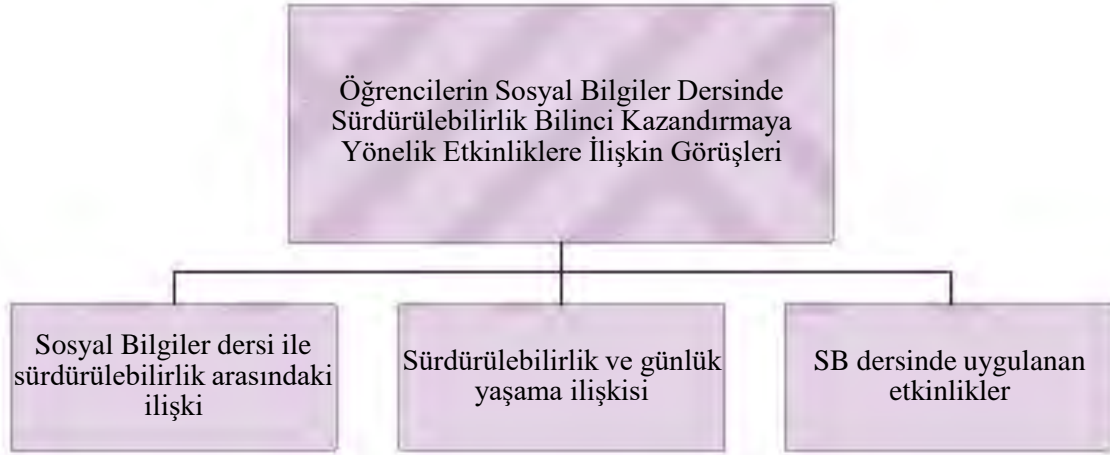 Öğrencilerin Sosyal Bilgiler Dersinde
Sürdürülebilirlik Bilinci Kazandırmaya
Yönelik Etkinliklere İlişkin Görüşleri
Sosyal Bilgiler dersi ile
sürdürülebilirlik arasındaki
ilişki
Sürdürülebilirlik ve günlük
yaşama ilişkisi
SB dersinde uygulanan
etkinlikler